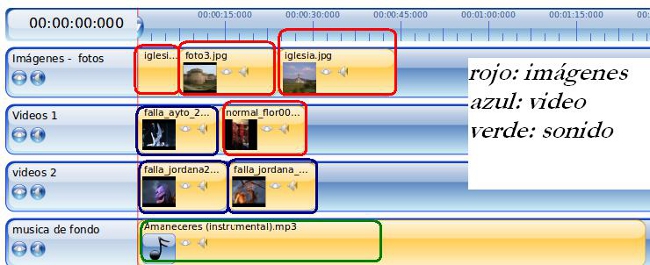 00:00:00:000
00:00:15:000 00:00:30:000 00:00:45:000 00:01:00:000 00:01:15:000
Imágenes - fotos
iglesi... foto3.jpg iglesia.jpg
rojo: imágenes
azul: video
verde: sonido
Videos 1
falla_ayto_2... normal_flor00...
videos 2
falla_jordana2... falla_jordana_...
musica de fondo
Amaneceres (instrumental).mp3